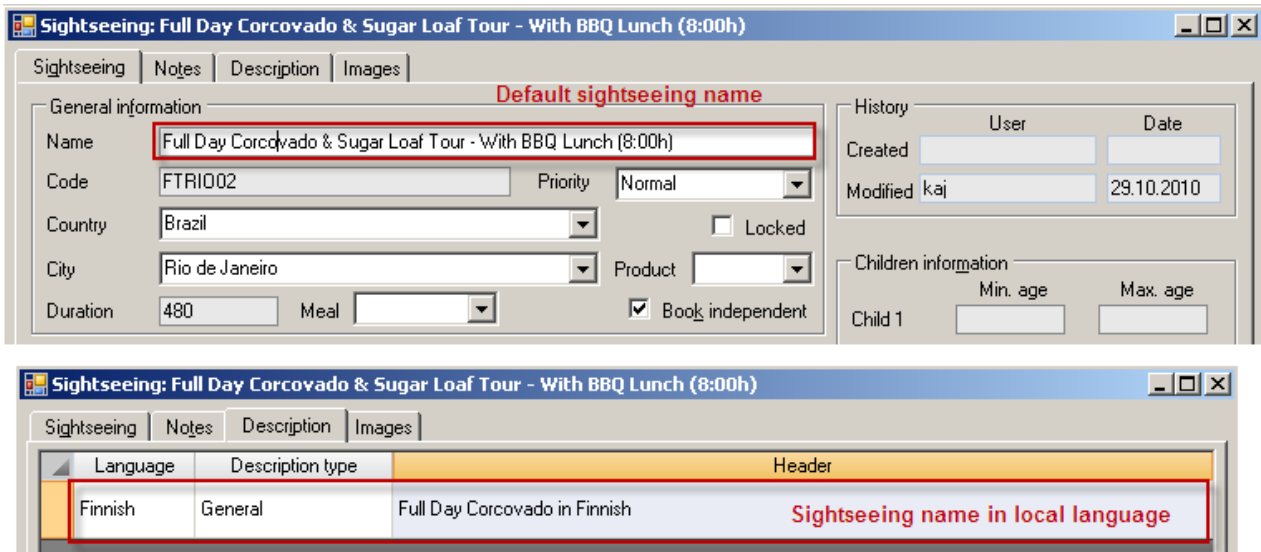 Sightseeing: Full Day Corcovado & Sugar Loaf Tour - With BBQ Lunch (8:00h)
Sightseeing Notes Description Images
Default sightseeing name
General information
Name Full Day Corcovado & Sugar Loaf Tour - With BBQ Lunch (8:00h)
Code FTRIO02 Priority Normal
Country Brazil Locked
City Rio de Janeiro Product
Duration 480 Meal Book independent
History
User Date
Created
Modified kaj 29.10.2010
Children information
Min. age Max. age
Child 1
Sightseeing: Full Day Corcovado & Sugar Loaf Tour - With BBQ Lunch (8:00h)
Sightseeing Notes Description Images
Language Description type Header
Finnish General Full Day Corcovado in Finnish Sightseeing name in local language